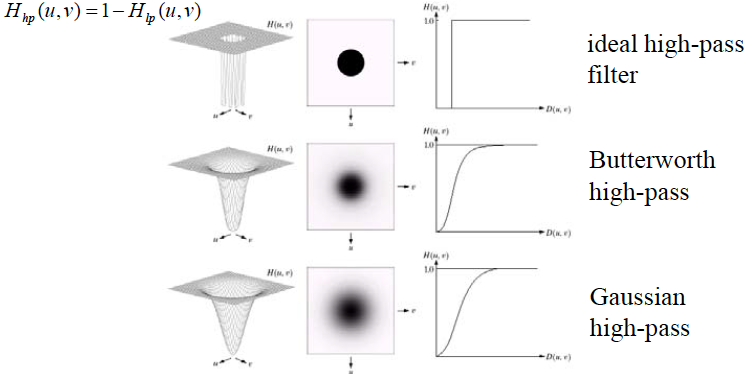 H_hp(u,v) = 1 − H_lp(u,v)
H(u, v)
u
v
v
u
H(u, v)
1.0
D(u, v)
ideal high-pass
filter
H(u, v)
u
v
v
u
H(u, v)
1.0
D(u, v)
Butterworth
high-pass
H(u, v)
u
v
v
u
H(u, v)
1.0
D(u, v)
Gaussian
high-pass